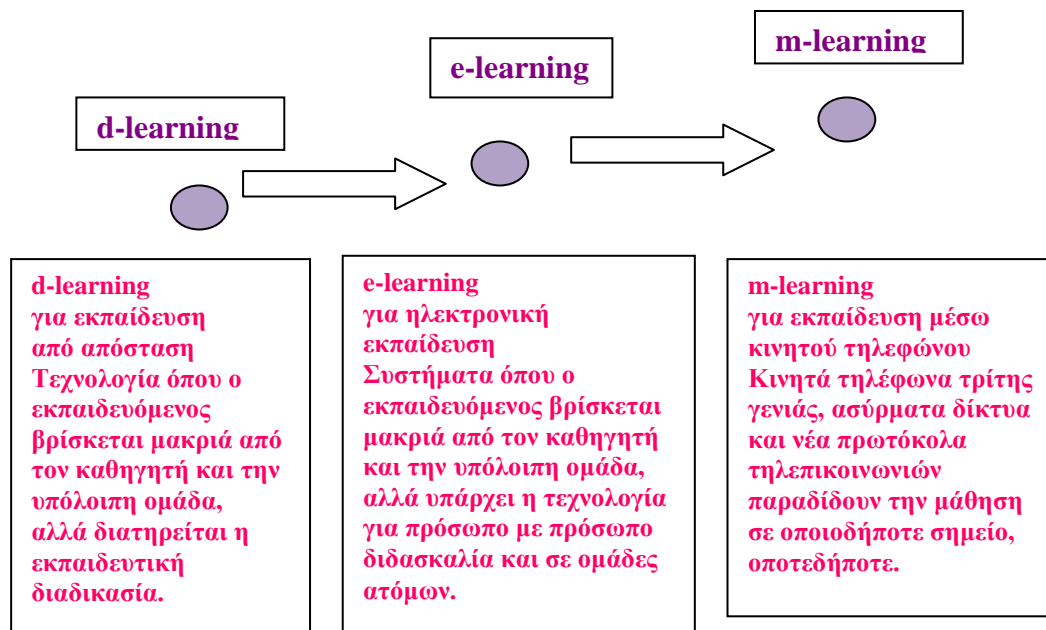 m-learning
e-learning
d-learning
d-learning
για εκπαίδευση
από απόσταση
Τεχνολογία όπου ο
εκπαιδευόμενος
βρίσκεται μακριά από
τον καθηγητή και την
υπόλοιπη ομάδα,
αλλά διατηρείται η
εκπαιδευτική
διαδικασία.
e-learning
για ηλεκτρονική
εκπαίδευση
Συστήματα όπου ο
εκπαιδευόμενος βρίσκεται
μακριά από τον καθηγητή
και την υπόλοιπη ομάδα,
αλλά υπάρχει η τεχνολογία
για πρόσωπο με πρόσωπο
διδασκαλία και σε ομάδες
ατόμων.
m-learning
για εκπαίδευση μέσω
κινητού τηλεφώνου
Κινητά τηλέφωνα τρίτης
γενιάς, ασύρματα δίκτυα
και νέα πρωτόκολα
τηλεπικοινωνιών
παραδίδουν την μάθηση
σε οποιοδήποτε σημείο,
οποτεδήποτε.